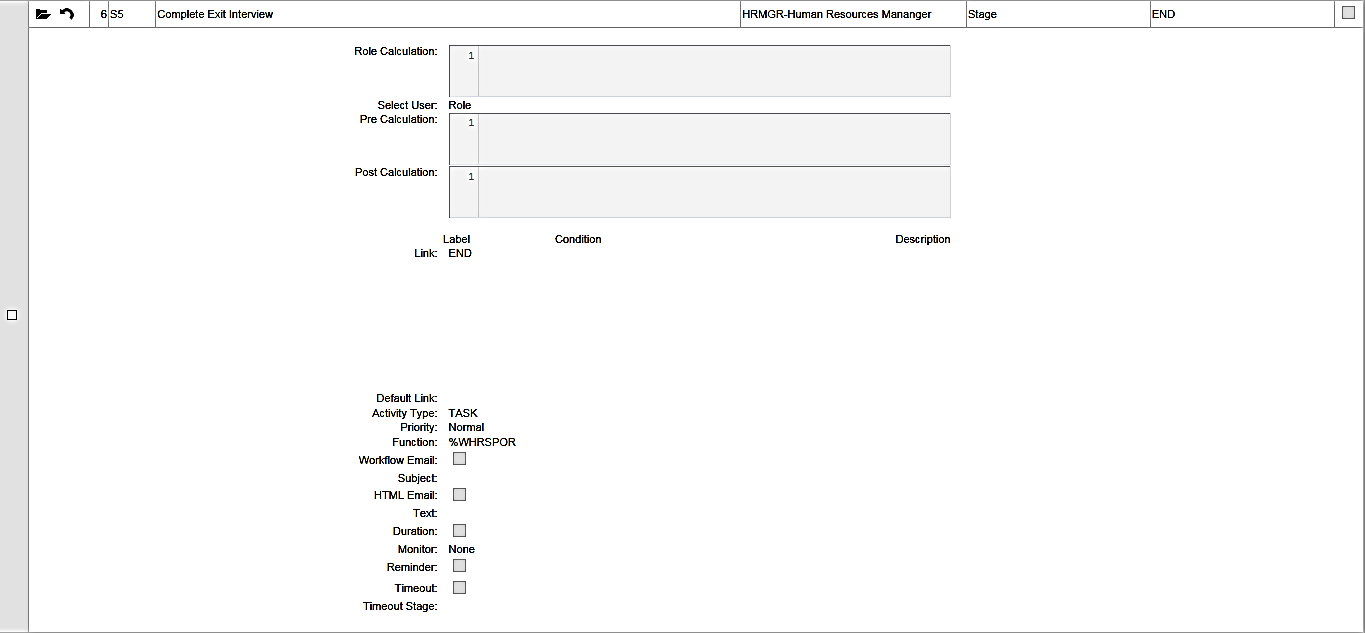 6 S5 Complete Exit Interview HRMGR-Human Resources Mananger Stage END
Role Calculation: 1
Select User: Role
Pre Calculation: 1
Post Calculation: 1
Label Condition Description
Link: END
Default Link:
Activity Type: TASK
Priority: Normal
Function: %WHRSPOR
Workflow Email:
Subject:
HTML Email:
Text:
Duration:
Monitor: None
Reminder:
Timeout:
Timeout Stage: